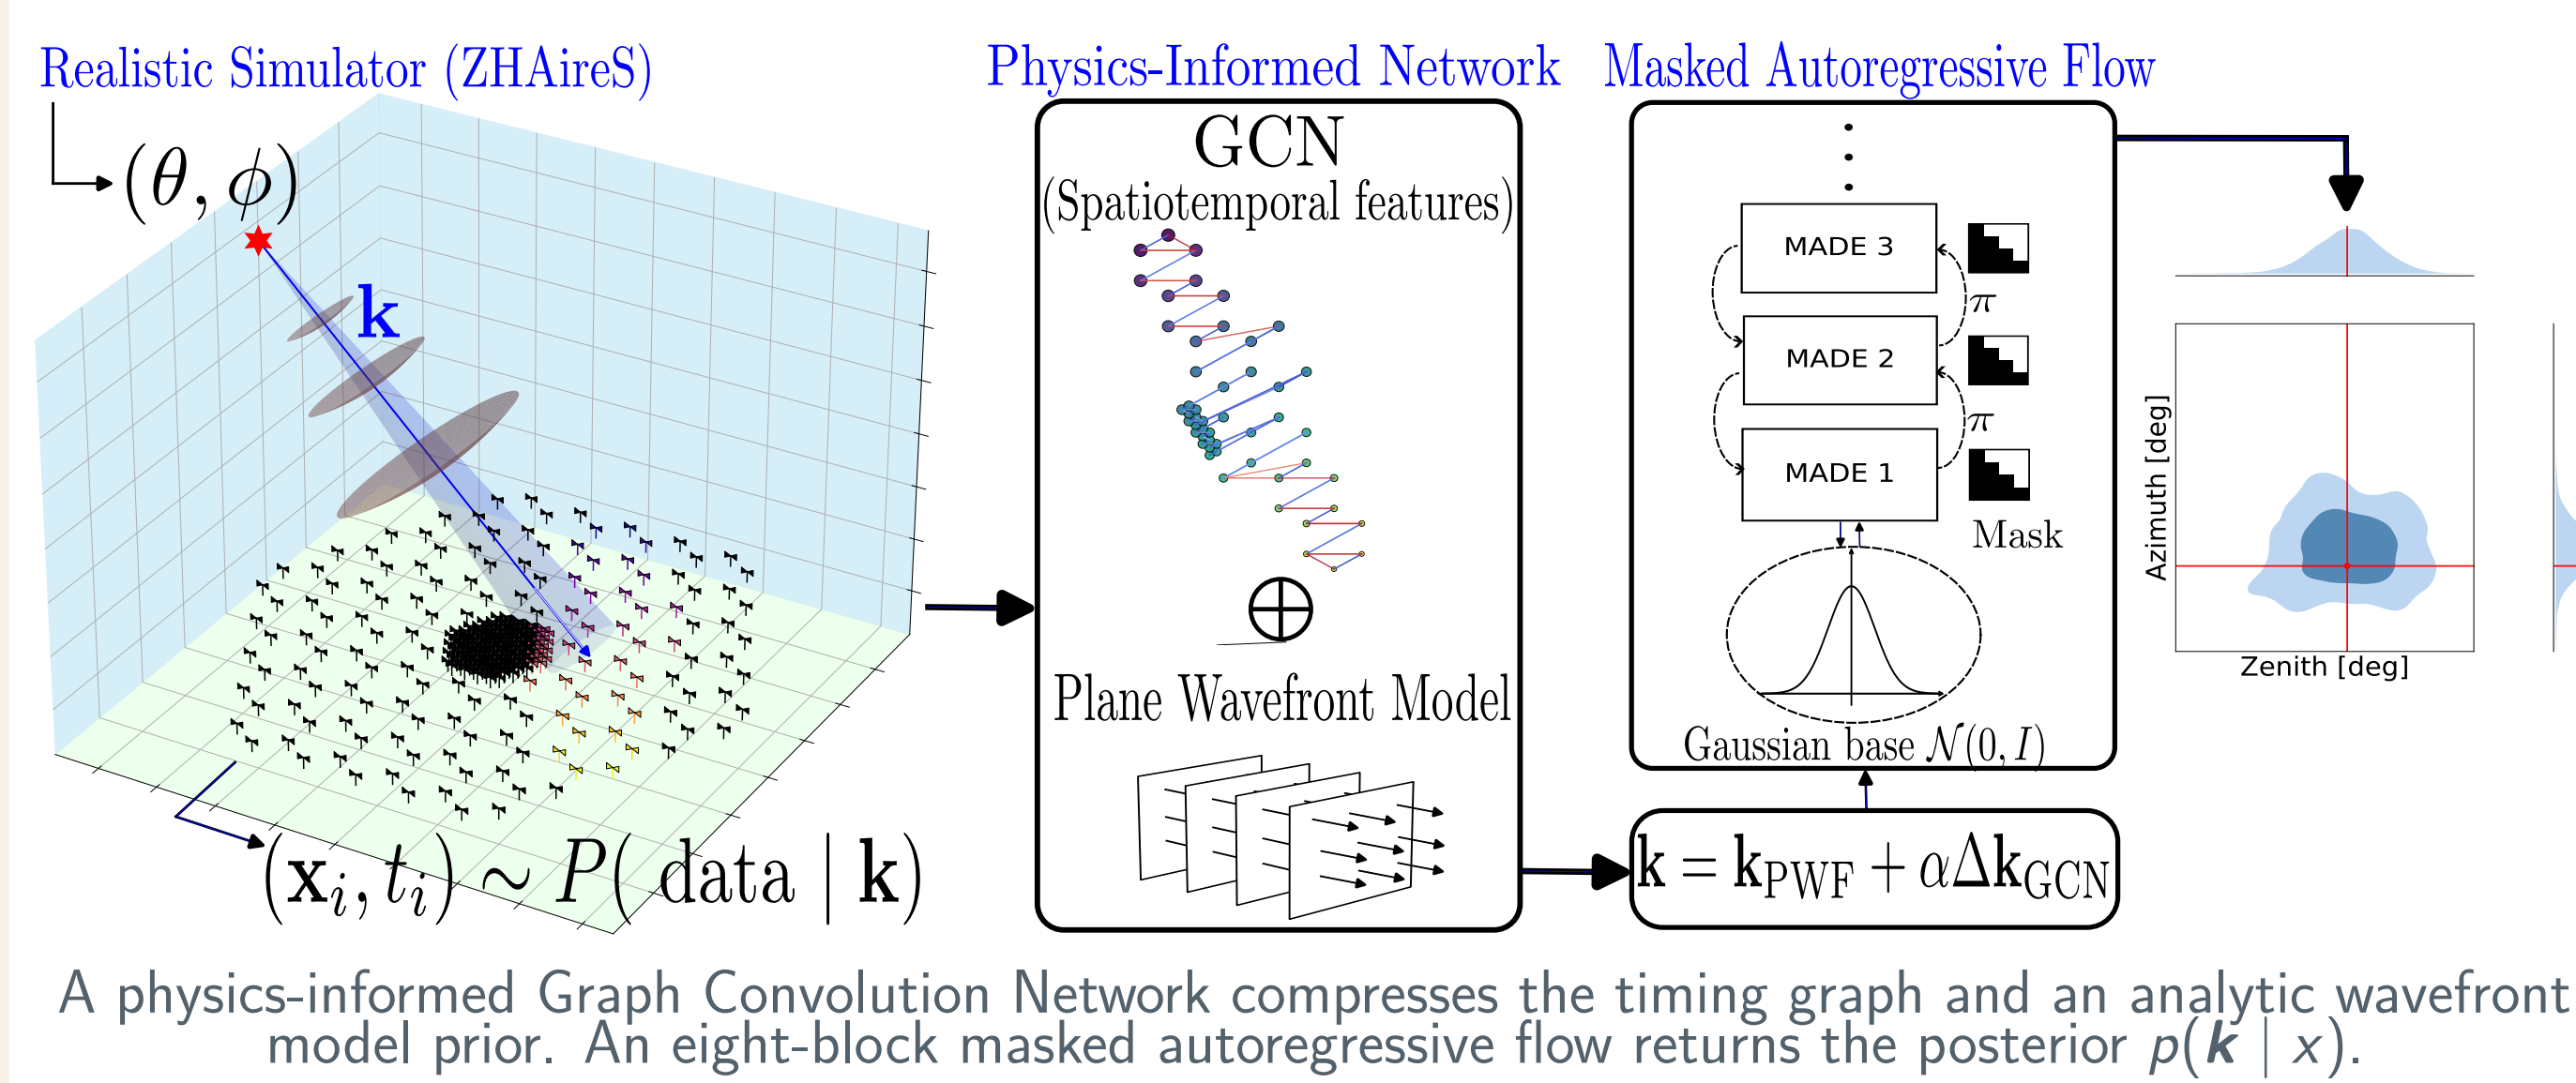 Realistic Simulator (ZHAireS)
(θ, ϕ)
k
(x_i, t_i) ∼ P( data | k)
Physics-Informed Network
GCN
(Spatiotemporal features)
⊕
Plane Wavefront Model
Masked Autoregressive Flow
MADE 3
π
MADE 2
π
MADE 1
Mask
Gaussian base 𝒩(0, I)
k = k_PWF + αΔk_GCN
Azimuth [deg]
Zenith [deg]
A physics-informed Graph Convolution Network compresses the timing graph and an analytic wavefront
model prior. An eight-block masked autoregressive flow returns the posterior p(k | x).